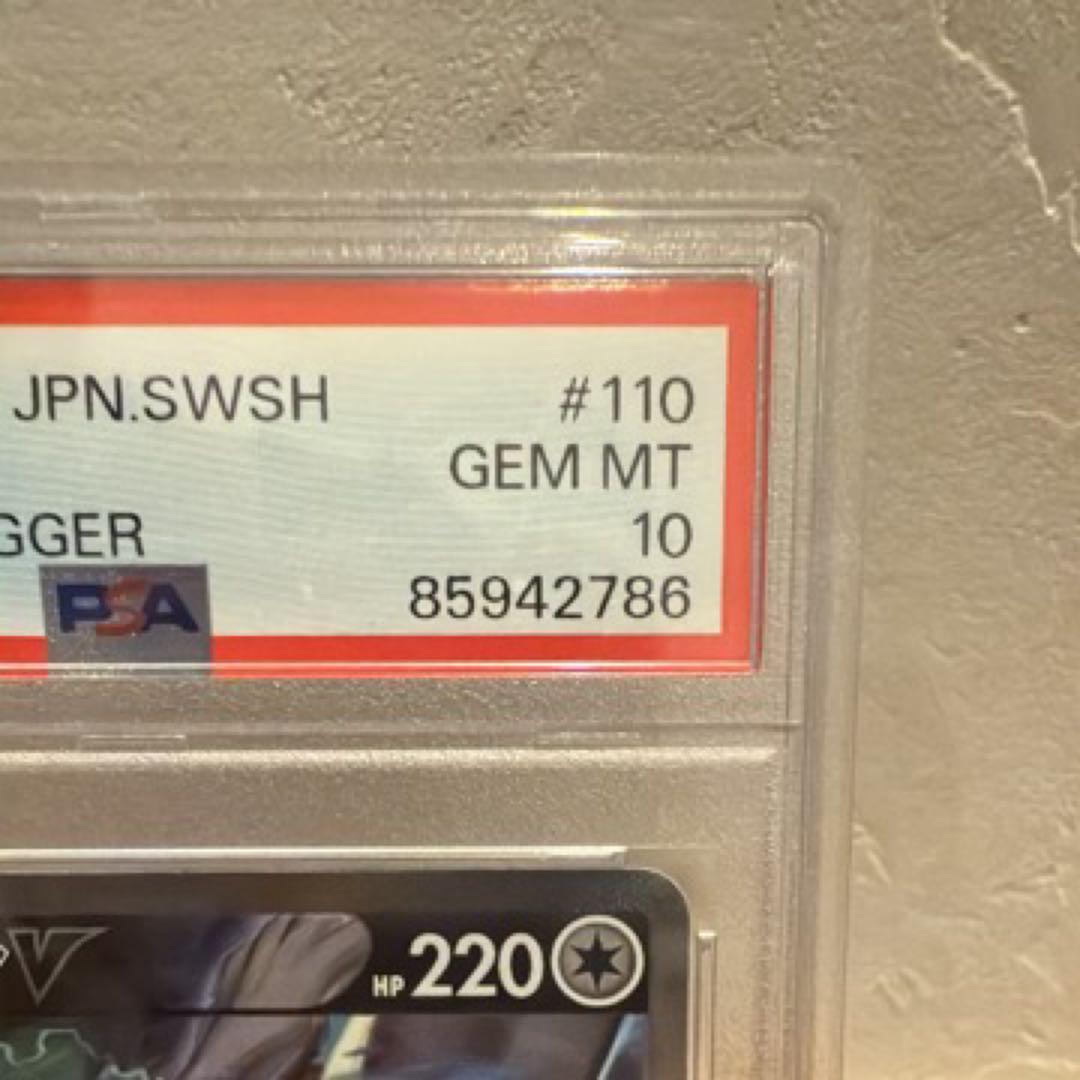 JPN.SWSH #110
GEM MT
GGER 10
PSA 85942786
V HP 220